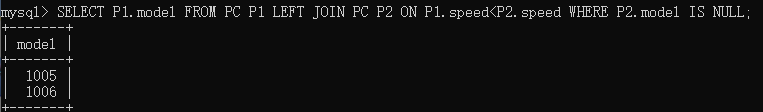 mysql> SELECT P1.model FROM PC P1 LEFT JOIN PC P2 ON P1.speed<P2.speed WHERE P2.model IS NULL;
+-------+
| model |
+-------+
|  1005 |
|  1006 |
+-------+